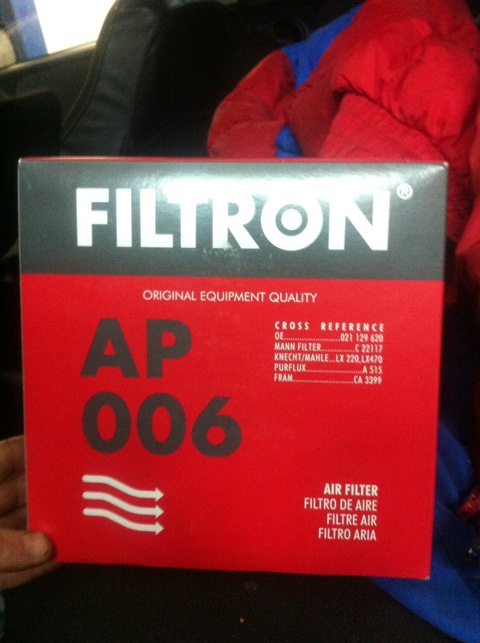 FILTRON®
ORIGINAL EQUIPMENT QUALITY
AP
006
CROSS REFERENCE
OE......................021 129 620
MANN FILTER.............C 22117
KNECHT/MAHLE...LX 220,LX470
PURFLUX........................A 515
FRAM.......................CA 3399
AIR FILTER
FILTRO DE AIRE
FILTRE AIR
FILTRO ARIA